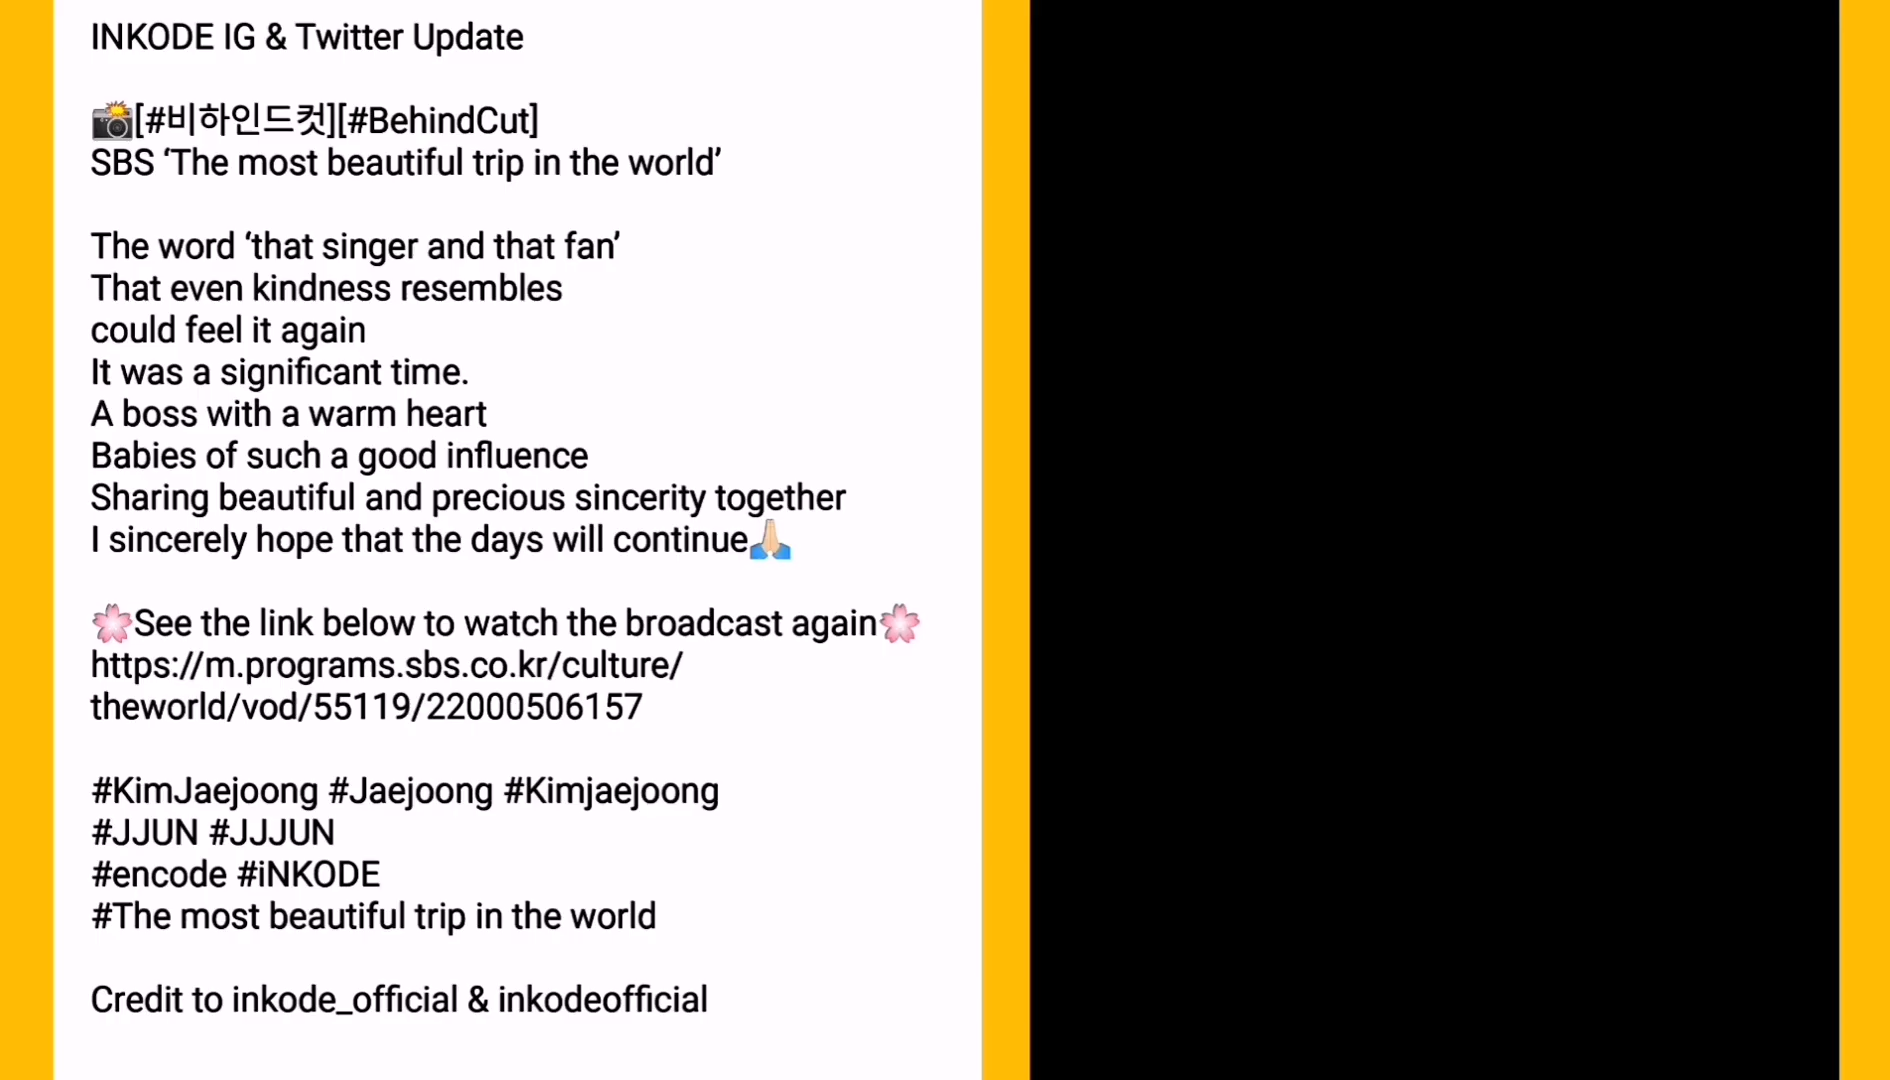 INKODE IG & Twitter Update
📸[#비하인드컷][#BehindCut]
SBS ‘The most beautiful trip in the world’
The word ‘that singer and that fan’
That even kindness resembles
could feel it again
It was a significant time.
A boss with a warm heart
Babies of such a good influence
Sharing beautiful and precious sincerity together
I sincerely hope that the days will continue🙏🏻
🌸See the link below to watch the broadcast again🌸
https://m.programs.sbs.co.kr/culture/
theworld/vod/55119/22000506157
#KimJaejoong #Jaejoong #Kimjaejoong
#JJUN #JJJUN
#encode #iNKODE
#The most beautiful trip in the world
Credit to inkode_official & inkodeofficial